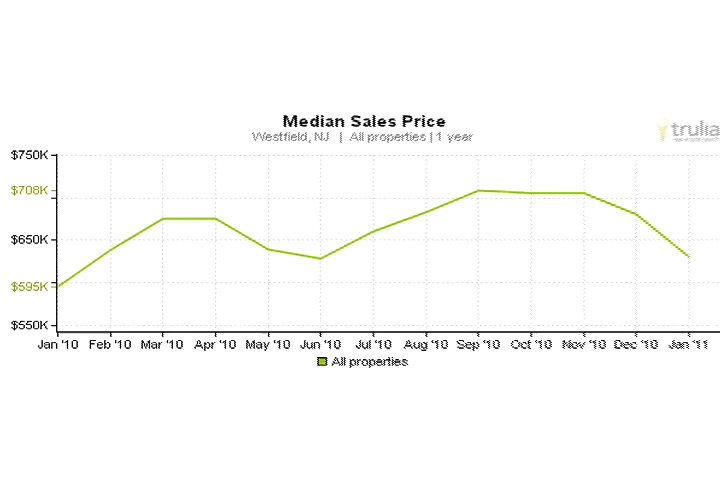 Median Sales Price
Westfield, NJ | All properties | 1 year
trulia
$750K
$708K
$650K
$595K
$550K
Jan '10 Feb '10 Mar '10 Apr '10 May '10 Jun '10 Jul '10 Aug '10 Sep '10 Oct '10 Nov '10 Dec '10 Jan '11
All properties